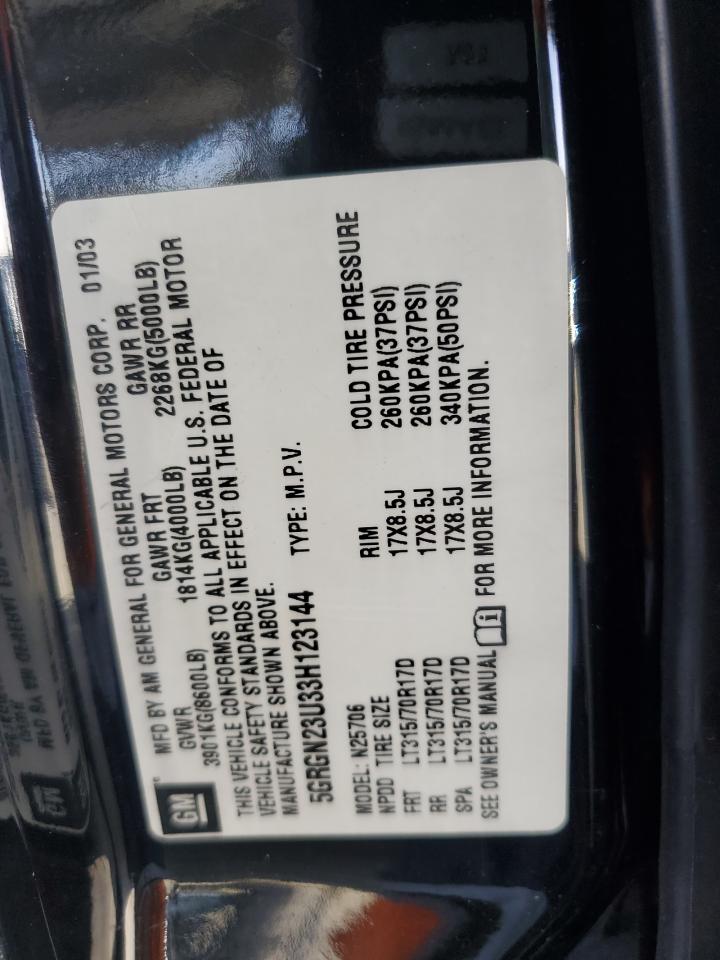 GM
MFD BY AM GENERAL FOR GENERAL MOTORS CORP. 01/03
GVWR GAWR FRT GAWR RR
3901KG(8600LB) 1814KG(4000LB) 2268KG(5000LB)
THIS VEHICLE CONFORMS TO ALL APPLICABLE U.S. FEDERAL MOTOR
VEHICLE SAFETY STANDARDS IN EFFECT ON THE DATE OF
MANUFACTURE SHOWN ABOVE.
5GRGN23U33H123144 TYPE: M.P.V.
MODEL: N25706
NPDD TIRE SIZE RIM COLD TIRE PRESSURE
FRT LT315/70R17D 17X8.5J 260KPA(37PSI)
RR LT315/70R17D 17X8.5J 260KPA(37PSI)
SPA LT315/70R17D 17X8.5J 340KPA(50PSI)
SEE OWNER'S MANUAL i FOR MORE INFORMATION.